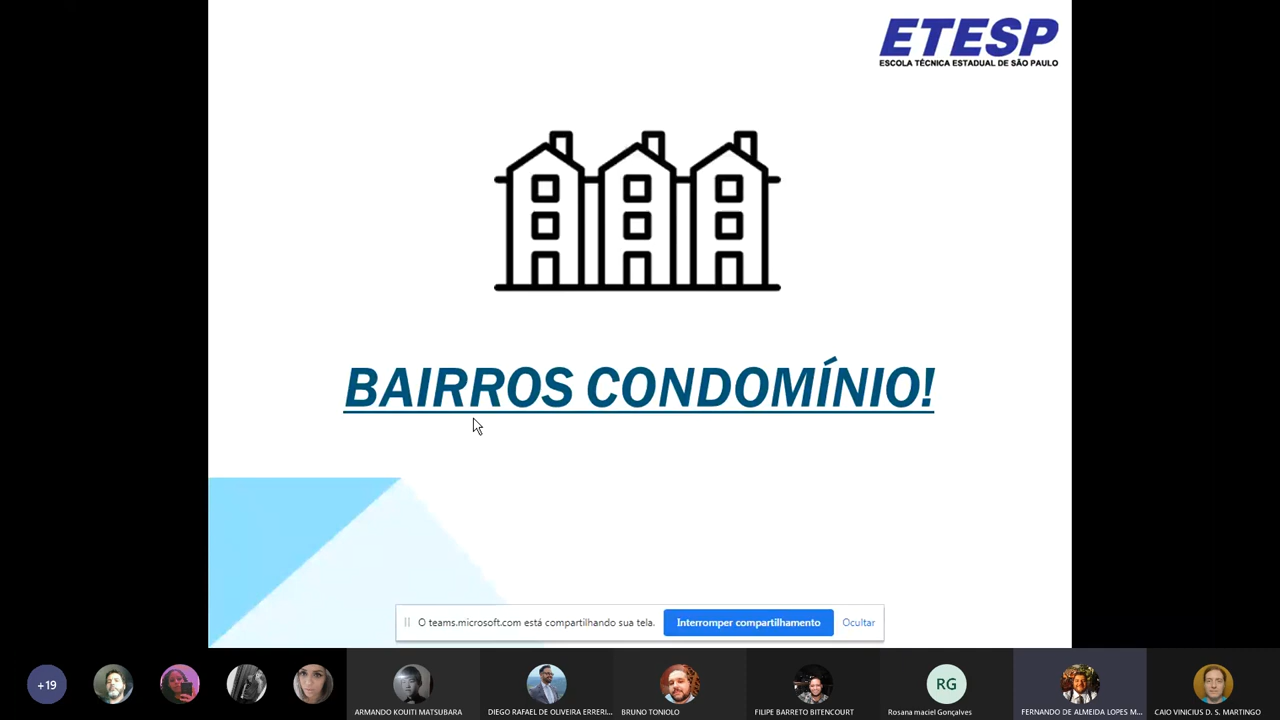 ETESP
ESCOLA TÉCNICA ESTADUAL DE SÃO PAULO
BAIRROS CONDOMÍNIO!
O teams.microsoft.com está compartilhando sua tela.
Interromper compartilhamento
Ocultar
+19
RG
ARMANDO KOUITI MATSUBARA
DIEGO RAFAEL DE OLIVEIRA ERRERI...
BRUNO TONIOLO
FILIPE BARRETO BITENCOURT
Rosana maciel Gonçalves
FERNANDO DE ALMEIDA LOPES M...
CAIO VINICIUS D. S. MARTINGO